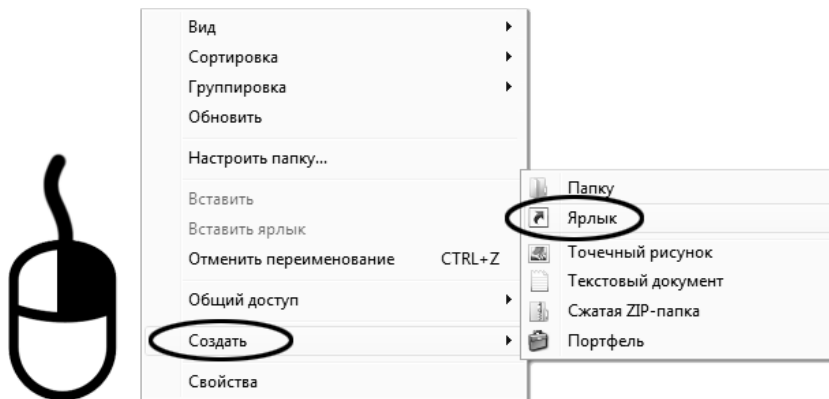 Вид
Сортировка
Группировка
Обновить
Настроить папку...
Вставить
Вставить ярлык
Отменить переименование CTRL+Z
Общий доступ
Создать
Свойства
Папку
Ярлык
Точечный рисунок
Текстовый документ
Сжатая ZIP-папка
Портфель